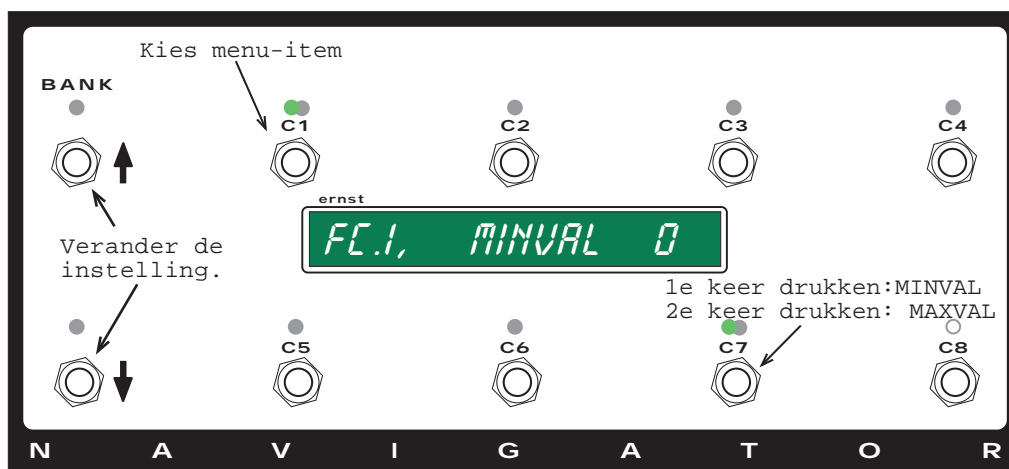 Kies menu-item
BANK
C1 C2 C3 C4
ernst
FC.1, MINVAL 0
Verander de
instelling.
1e keer drukken:MINVAL
2e keer drukken: MAXVAL
C5 C6 C7 C8
N A V I G A T O R